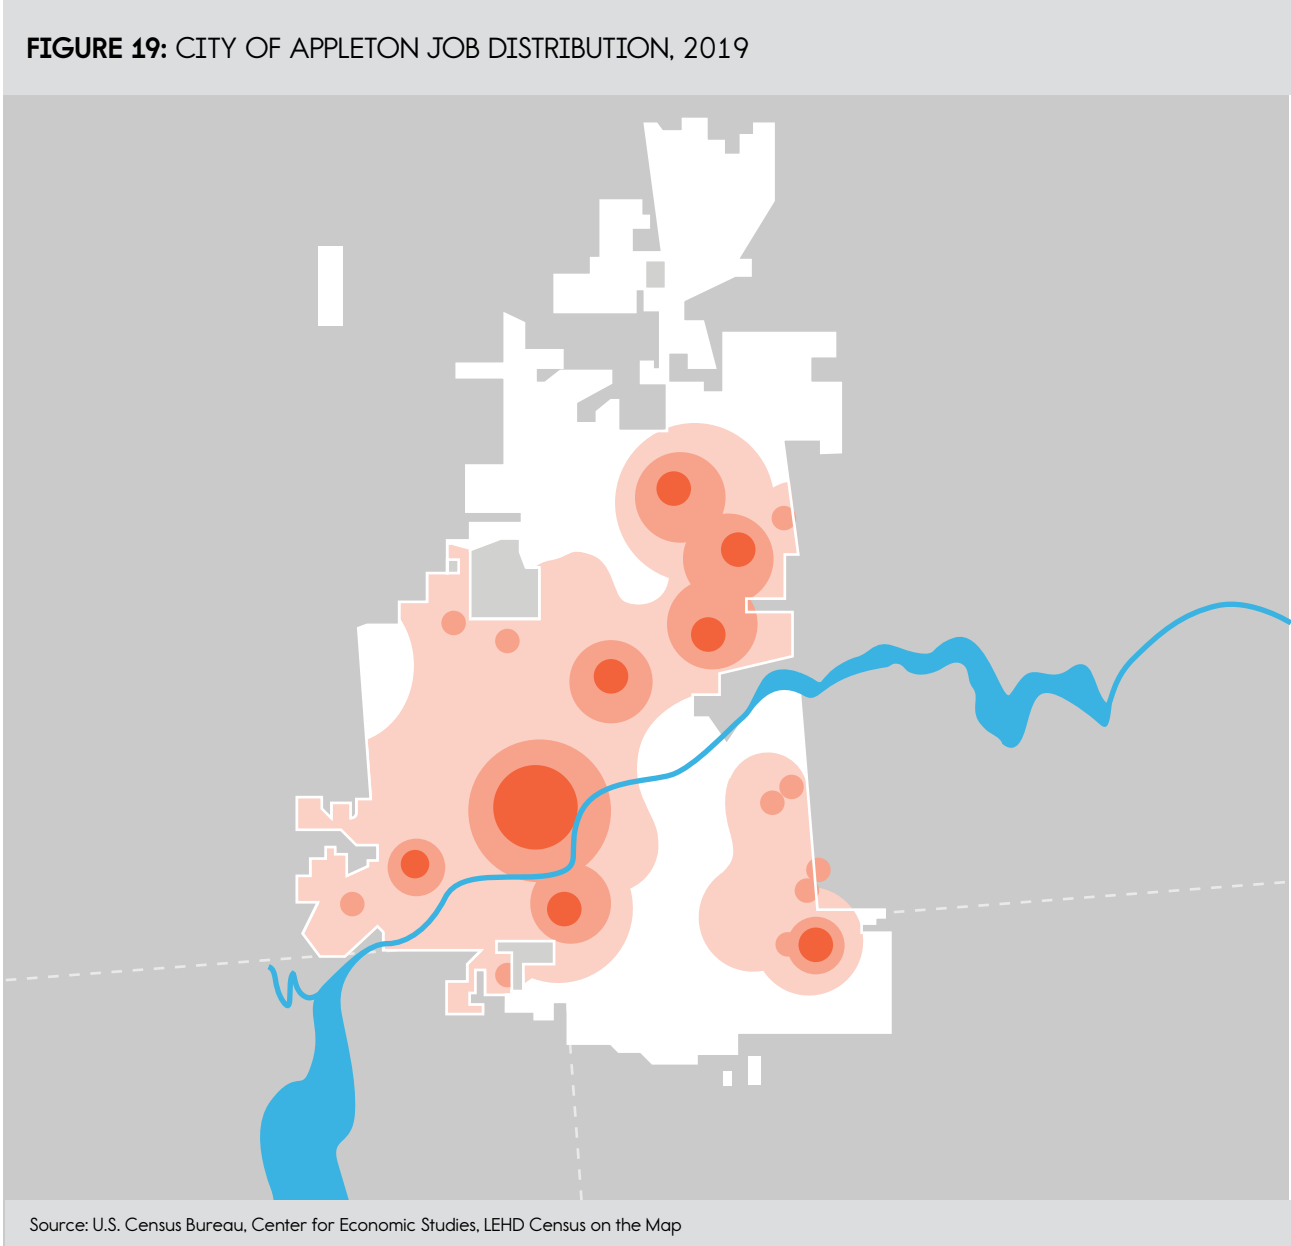 FIGURE 19: CITY OF APPLETON JOB DISTRIBUTION, 2019
Source: U.S. Census Bureau, Center for Economic Studies, LEHD Census on the Map